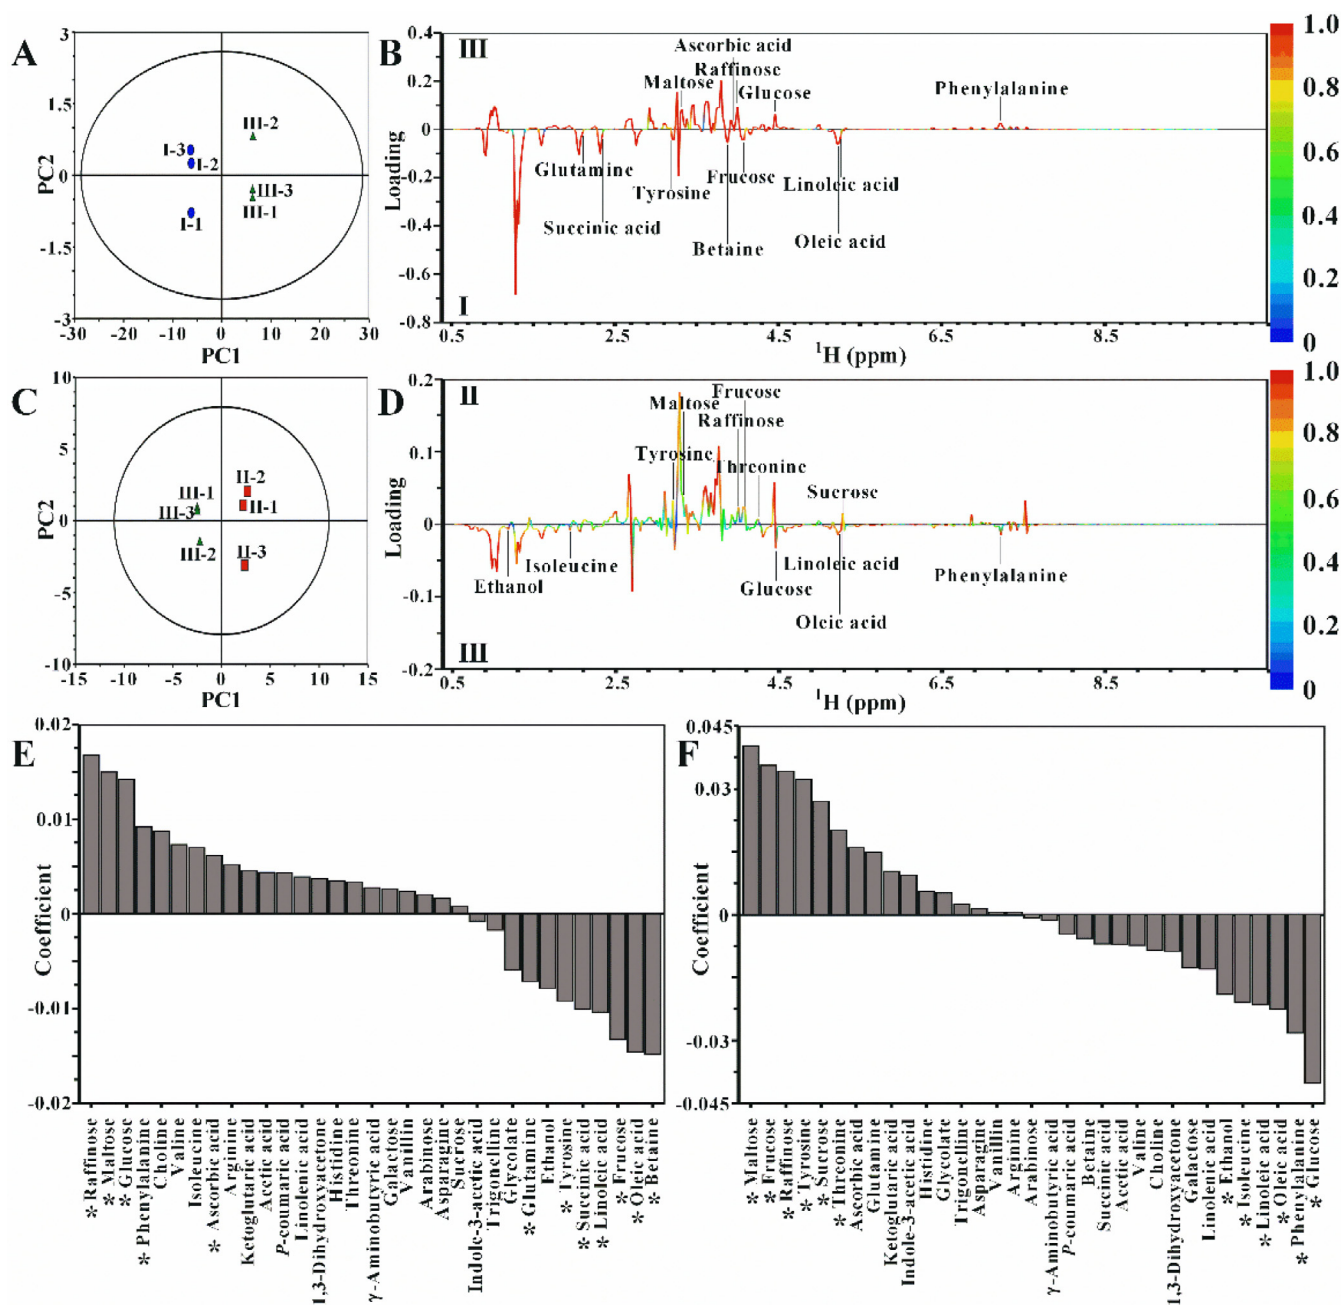 A
3
1.5
0
-1.5
-3
PC2
III-2
I-3
I-2
III-3
III-1
I-1
-30
-20
-10
0
10
20
30
PC1
B
III
0.4
0.2
0
-0.2
-0.4
-0.6
-0.8
Loading
Ascorbic acid
Raffinose
Maltose
Glucose
Phenylalanine
Glutamine
Tyrosine
Fructose
Linoleic acid
Succinic acid
Betaine
Oleic acid
I
0.5
2.5
4.5
6.5
8.5
1H (ppm)
1.0
0.8
0.6
0.4
0.2
0
C
10
5
0
-5
-10
PC2
II-2
III-1
II-1
III-3
III-2
II-3
-15
-10
-5
0
5
10
15
PC1
D
II
0.2
0.1
0
-0.1
-0.2
Loading
Frucose
Maltose
Raffinose
Tyrosine
Threonine
Sucrose
Isoleucine
Linoleic acid
Ethanol
Glucose
Phenylalanine
Oleic acid
III
0.5
2.5
4.5
6.5
8.5
1H (ppm)
1.0
0.8
0.6
0.4
0.2
0
E
0.02
0.01
0
-0.01
-0.02
Coefficient
* Raffinose
* Maltose
* Glucose
* Phenylalanine
Choline
Valine
Isoleucine
* Ascorbic acid
Arginine
Ketoglutaric acid
Acetic acid
P-coumaric acid
Linolenic acid
1,3-Dihydroxyacetone
Histidine
Threonine
γ-Aminobutyric acid
Galactose
Vanillin
Arabinose
Asparagine
Sucrose
Indole-3-acetic acid
Trigonelline
Glycolate
* Glutamine
Ethanol
* Tyrosine
* Succinic acid
* Linoleic acid
* Frucose
* Oleic acid
* Betaine
F
0.045
0.03
0
-0.03
-0.045
Coefficient
* Maltose
* Frucose
* Raffinose
* Tyrosine
* Sucrose
* Threonine
Ascorbic acid
Glutamine
Ketoglutaric acid
Indole-3-acetic acid
Histidine
Glycolate
Trigonelline
Asparagine
Vanillin
Arginine
Arabinose
γ-Aminobutyric acid
P-coumaric acid
Betaine
Succinic acid
Acetic acid
Valine
Choline
1,3-Dihydroxyacetone
Galactose
Linolenic acid
* Ethanol
* Isoleucine
* Linoleic acid
* Oleic acid
* Phenylalanine
* Glucose